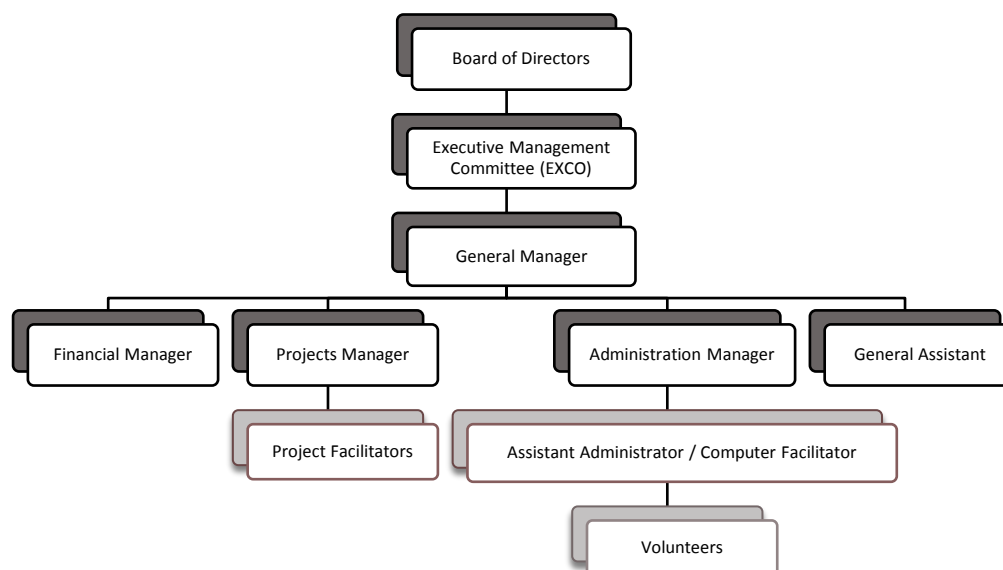 Board of Directors
Executive Management
Committee (EXCO)
General Manager
Financial Manager
Projects Manager
Administration Manager
General Assistant
Project Facilitators
Assistant Administrator / Computer Facilitator
Volunteers